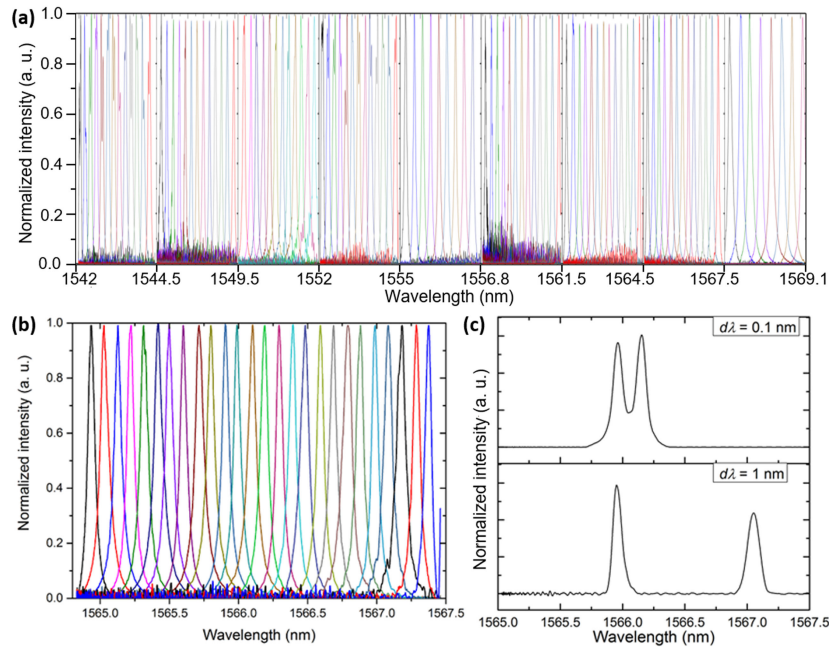 (a)
Normalized intensity (a. u.)
1.0
0.8
0.6
0.4
0.2
0.0
1542 1544.5 1549.5 1552 1555 1556.8 1561.5 1564.5 1567.5 1569.1
Wavelength (nm)
(b)
Normalized intensity (a. u.)
1.0
0.8
0.6
0.4
0.2
0.0
1565.0 1565.5 1566.0 1566.5 1567.0 1567.5
Wavelength (nm)
(c)
Normalized intensity (a. u.)
dλ = 0.1 nm
dλ = 1 nm
1565.0 1565.5 1566.0 1566.5 1567.0 1567.5
Wavelength (nm)